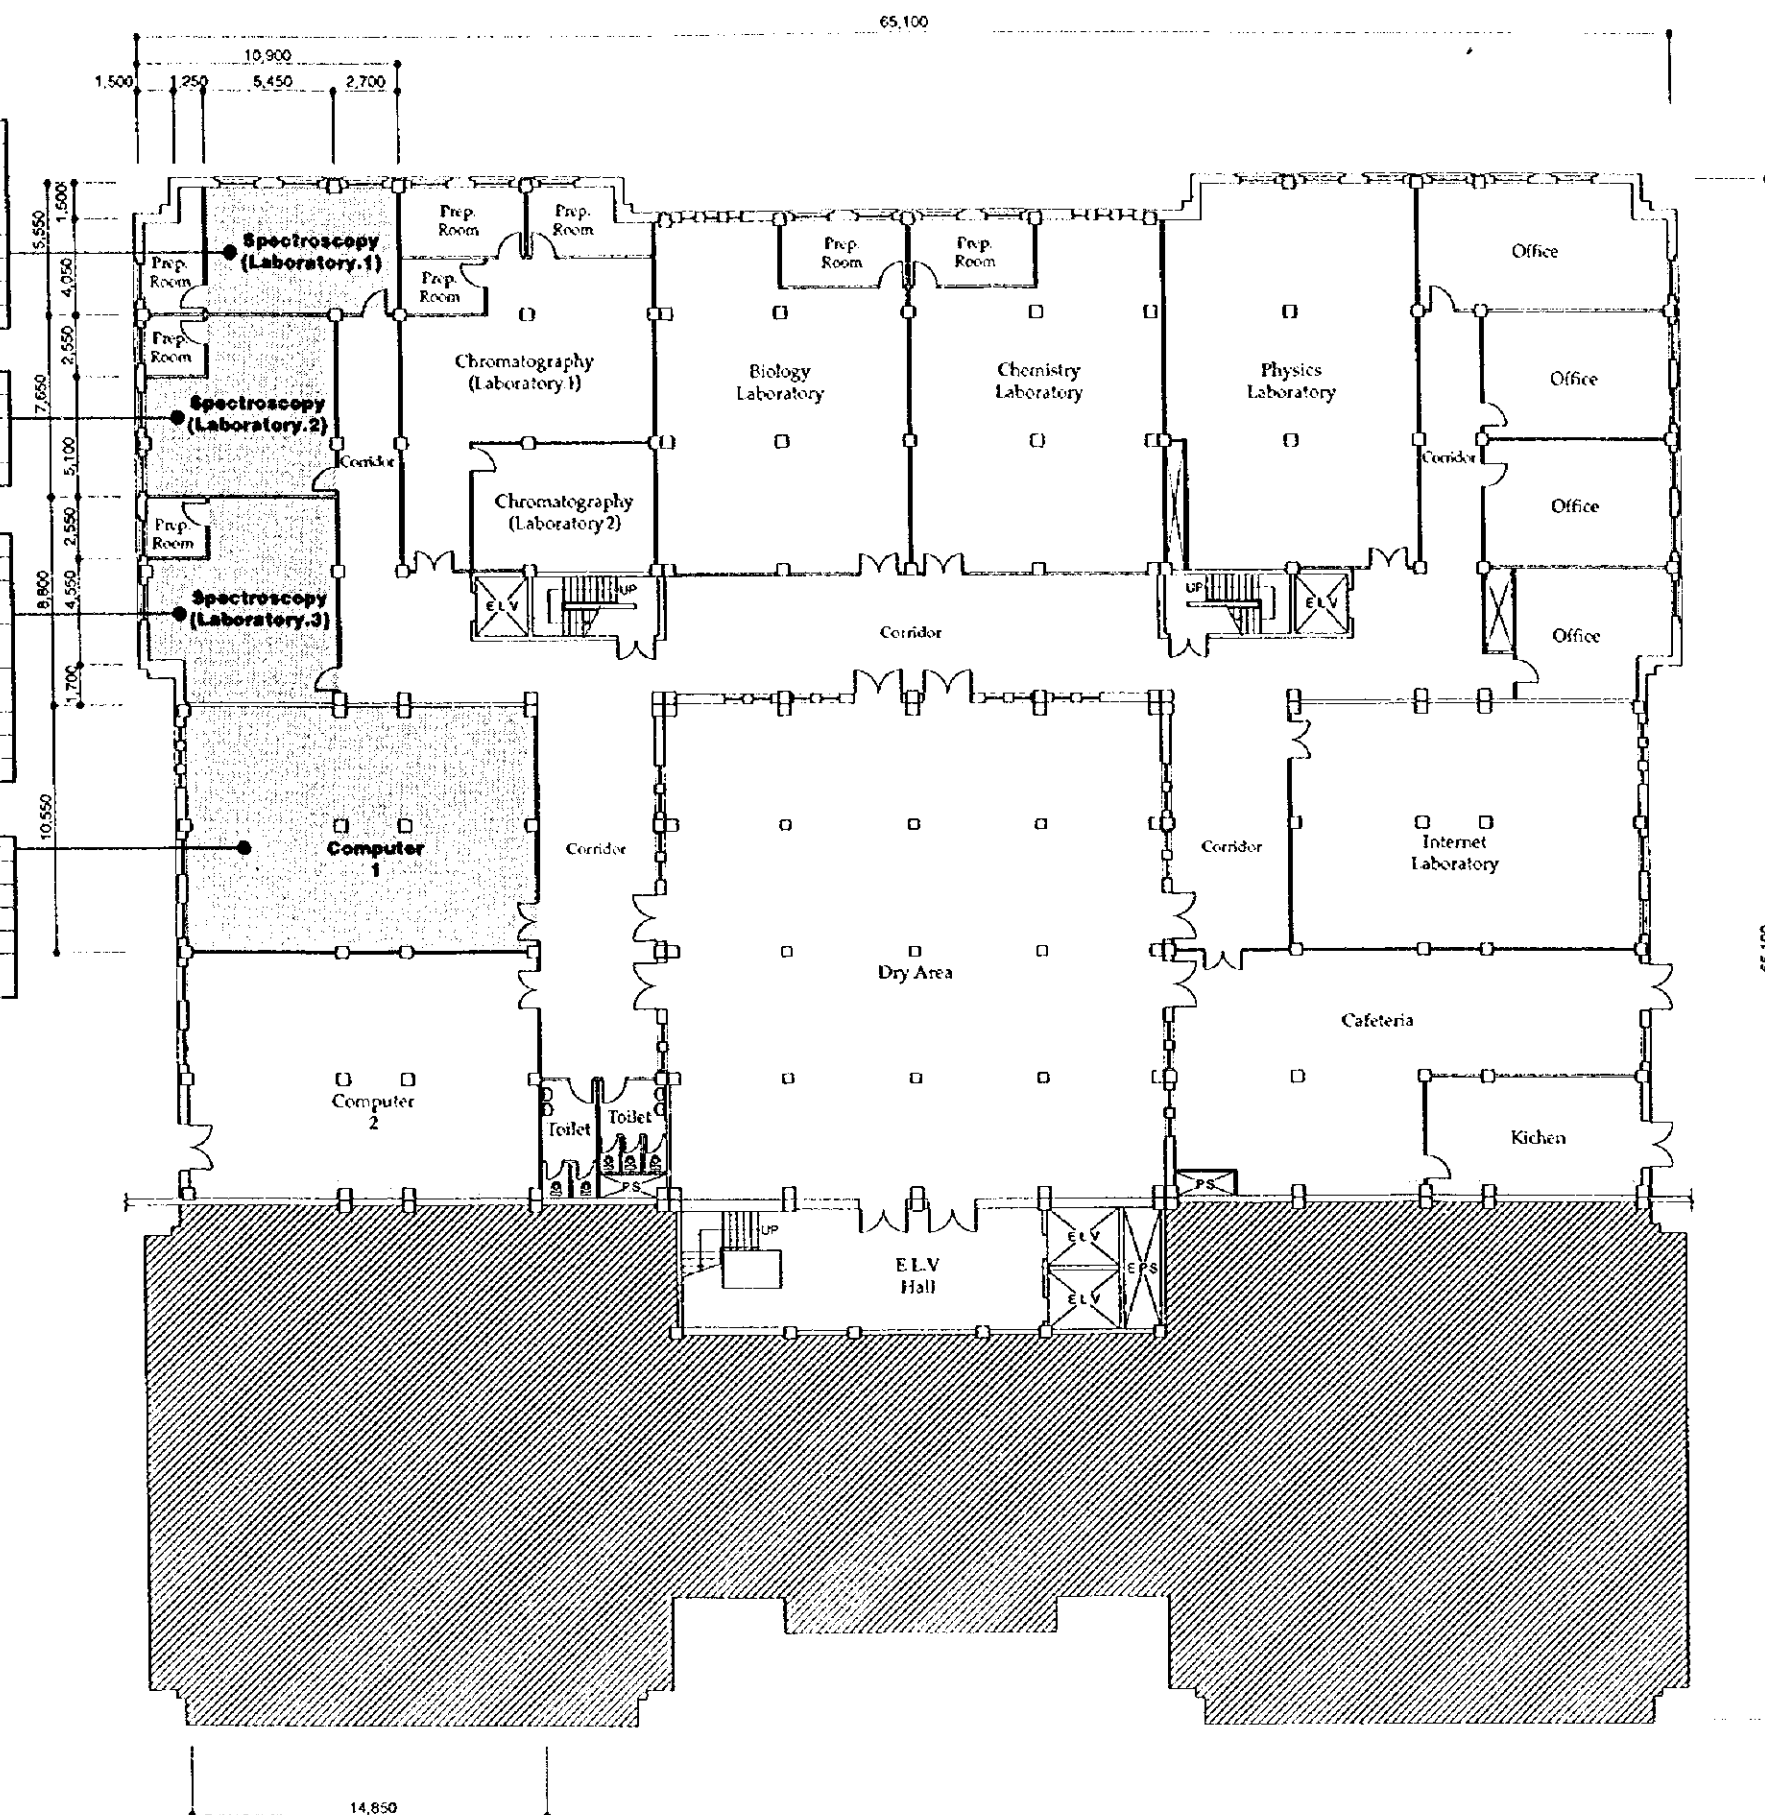 65,100
10,900
1,500
1,250
5,450
2,700
5,550
1,500
4,050
7,650
2,550
5,100
8,800
2,550
4,550
1,700
10,550
Spectroscopy
(Laboratory.1)
Prep.
Room
Prep.
Room
Prep.
Room
Prep.
Room
Prep.
Room
Prep.
Room
Prep.
Room
Office
Spectroscopy
(Laboratory.2)
Chromatography
(Laboratory.1)
Biology
Laboratory
Chemistry
Laboratory
Physics
Laboratory
Office
Corridor
Corridor
Prep.
Room
Chromatography
(Laboratory.2)
Office
Spectroscopy
(Laboratory.3)
ELV
UP
Corridor
UP
ELV
Office
Computer
1
Corridor
Corridor
Internet
Laboratory
Dry Area
Cafeteria
Computer
2
Toilet
Toilet
Kichen
PS
PS
UP
E.L.V
Hall
ELV
ELV
EPS
14,850